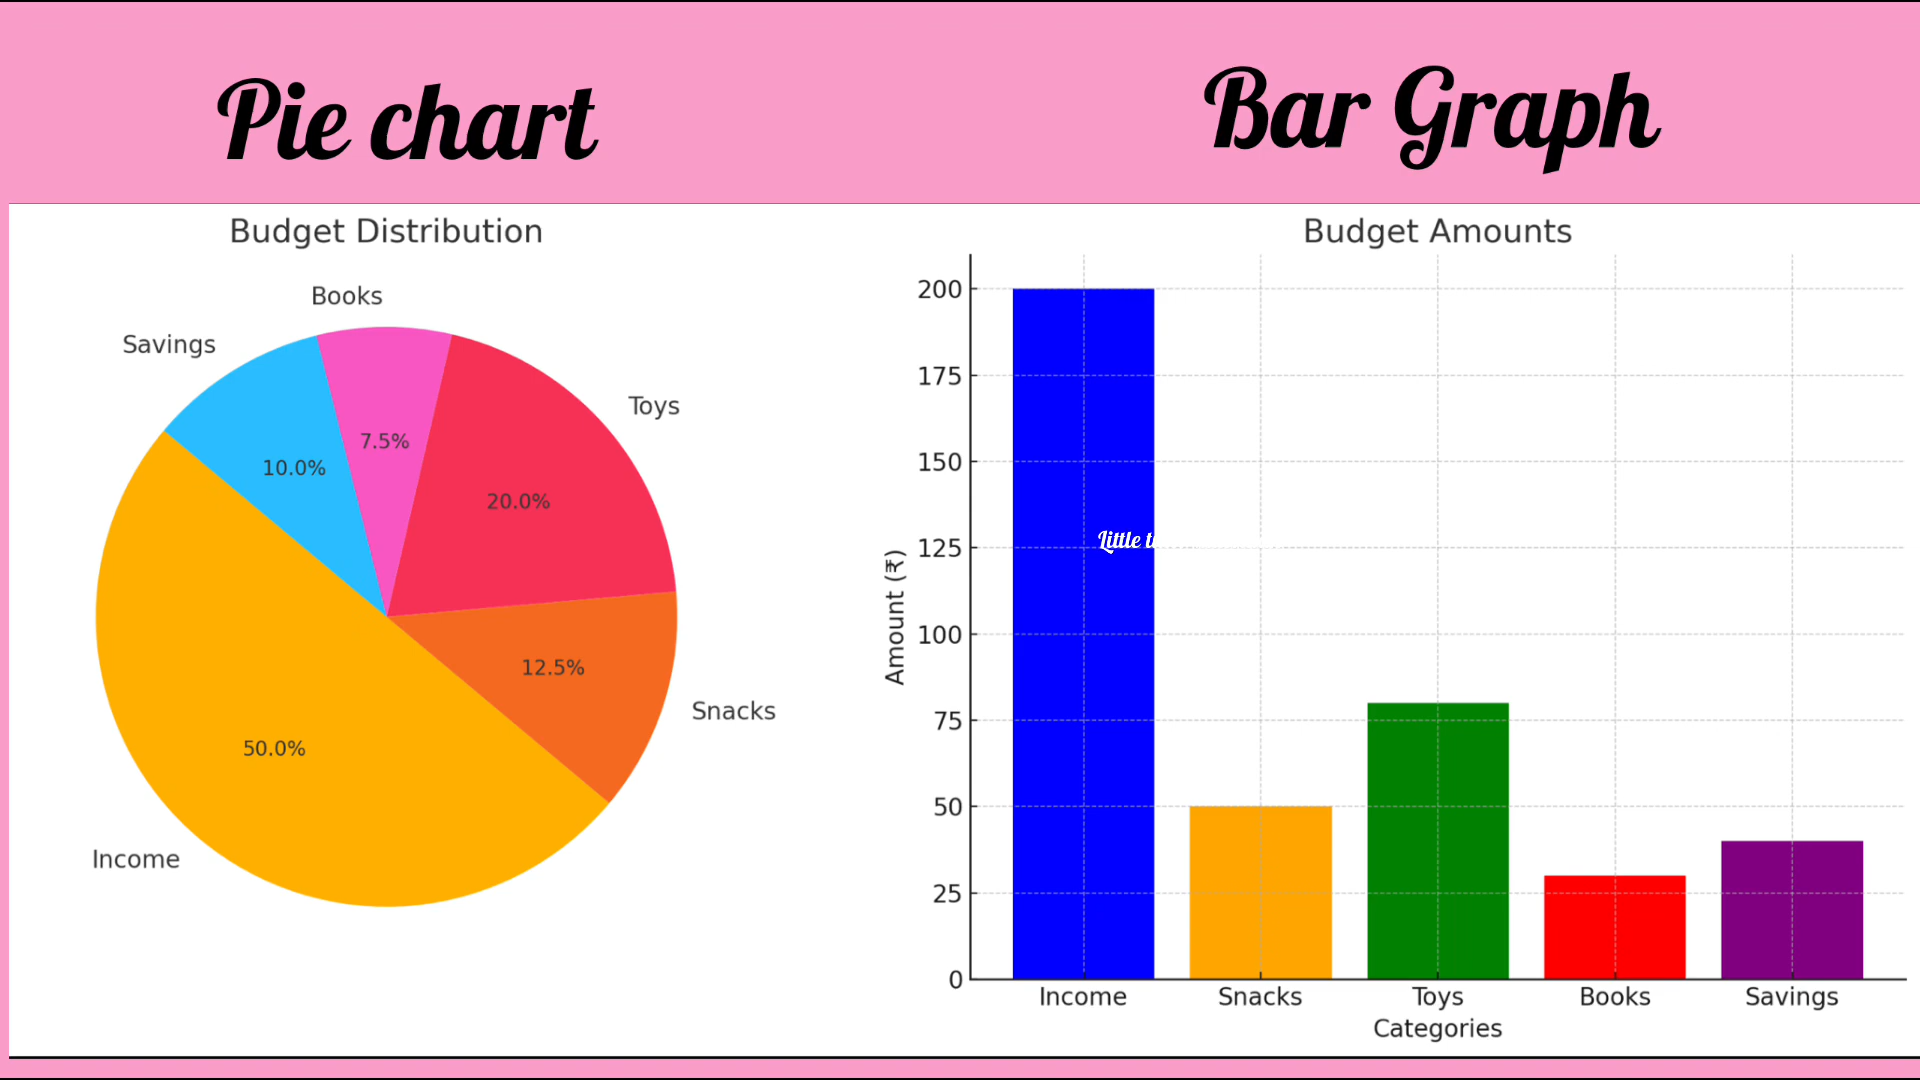 Pie chart
Bar Graph
Budget Distribution
Books
Savings
Toys
7.5%
10.0%
20.0%
12.5%
Snacks
50.0%
Income
Budget Amounts
200
175
150
125
100
75
50
25
0
Amount (₹)
Little
Income Snacks Toys Books Savings
Categories